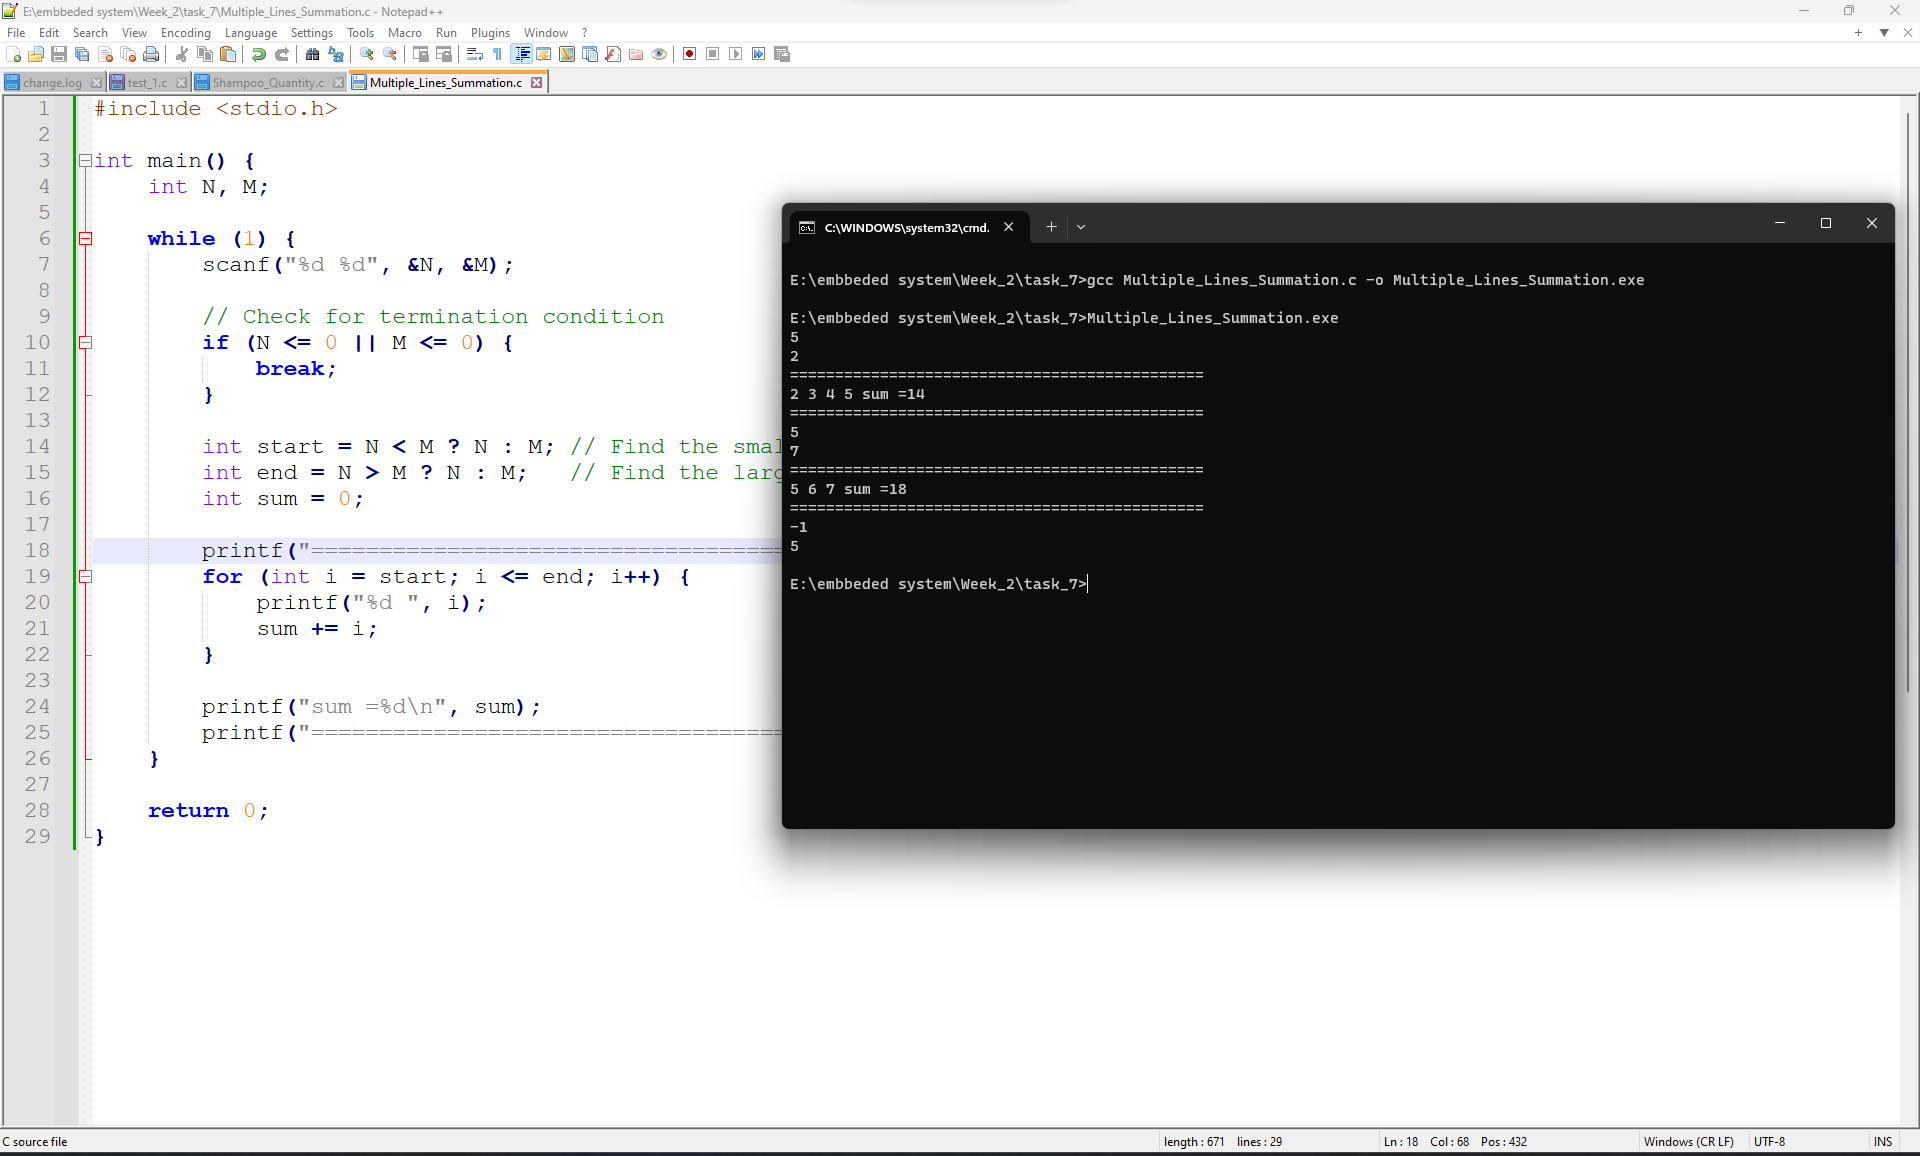 E:\embbeded system\Week_2\task_7\Multiple_Lines_Summation.c - Notepad++
File Edit Search View Encoding Language Settings Tools Macro Run Plugins Window ?
change.log test_1.c Shampoo_Quantity.c Multiple_Lines_Summation.c
1 #include <stdio.h>
2
3 int main() {
4 int N, M;
5
6 while (1) {
7 scanf("%d %d", &N, &M);
8
9 // Check for termination condition
10 if (N <= 0 || M <= 0) {
11 break;
12 }
13
14 int start = N < M ? N : M; // Find the smal
15 int end = N > M ? N : M; // Find the larg
16 int sum = 0;
17
18 printf("===================================
19 for (int i = start; i <= end; i++) {
20 printf("%d ", i);
21 sum += i;
22 }
23
24 printf("sum =%d\n", sum);
25 printf("===================================
26 }
27
28 return 0;
29 }
C:\WINDOWS\system32\cmd.
E:\embbeded system\Week_2\task_7>gcc Multiple_Lines_Summation.c -o Multiple_Lines_Summation.exe
E:\embbeded system\Week_2\task_7>Multiple_Lines_Summation.exe
5
2
==============================================
2 3 4 5 sum =14
==============================================
5
7
==============================================
5 6 7 sum =18
==============================================
-1
5
E:\embbeded system\Week_2\task_7>
C source file length : 671 lines : 29 Ln : 18 Col : 68 Pos : 432 Windows (CR LF) UTF-8 INS